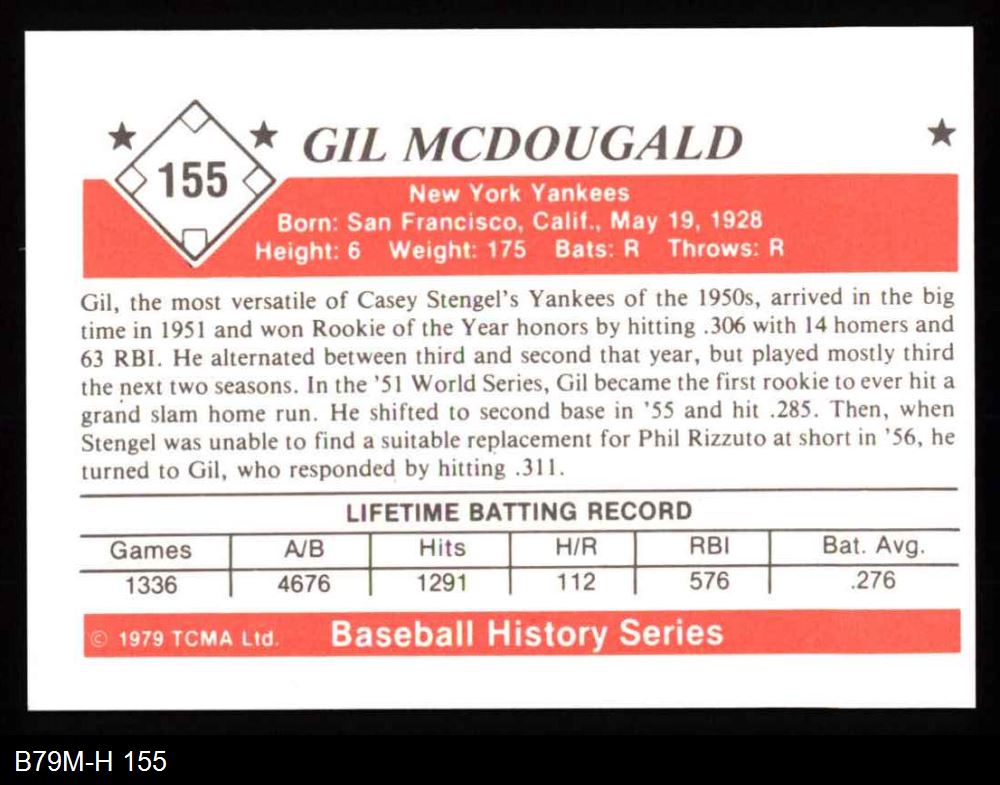 155
GIL MCDOUGALD
New York Yankees
Born: San Francisco, Calif., May 19, 1928
Height: 6 Weight: 175 Bats: R Throws: R
Gil, the most versatile of Casey Stengel's Yankees of the 1950s, arrived in the big
time in 1951 and won Rookie of the Year honors by hitting .306 with 14 homers and
63 RBI. He alternated between third and second that year, but played mostly third
the next two seasons. In the '51 World Series, Gil became the first rookie to ever hit a
grand slam home run. He shifted to second base in '55 and hit .285. Then, when
Stengel was unable to find a suitable replacement for Phil Rizzuto at short in '56, he
turned to Gil, who responded by hitting .311.
LIFETIME BATTING RECORD
Games A/B Hits H/R RBI Bat. Avg.
1336 4676 1291 112 576 .276
© 1979 TCMA Ltd. Baseball History Series
B79M-H 155